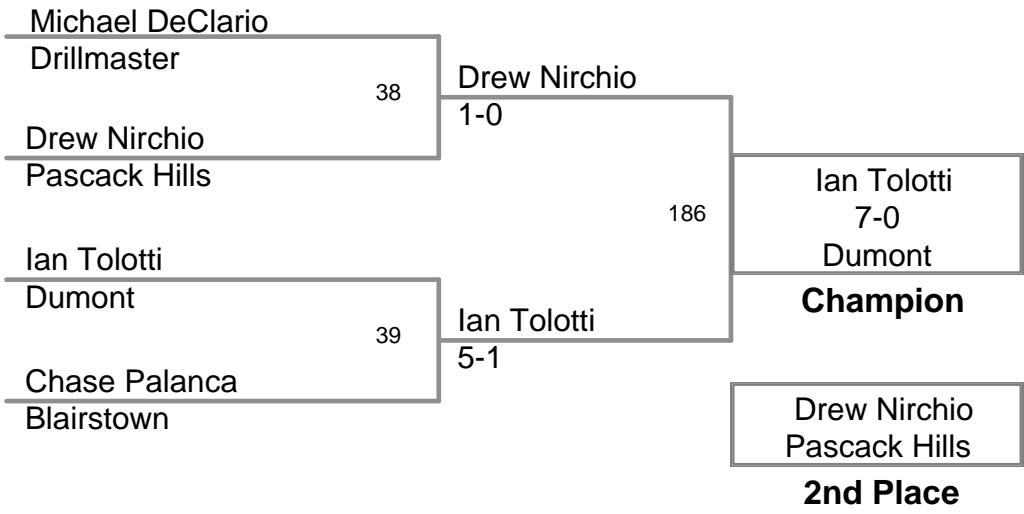 Michael DeClario
Drillmaster
38
Drew Nirchio
Pascack Hills
Drew Nirchio
1-0
Ian Tolotti
Dumont
39
Chase Palanca
Blairstown
Ian Tolotti
5-1
186
Ian Tolotti
7-0
Dumont
Champion
Drew Nirchio
Pascack Hills
2nd Place